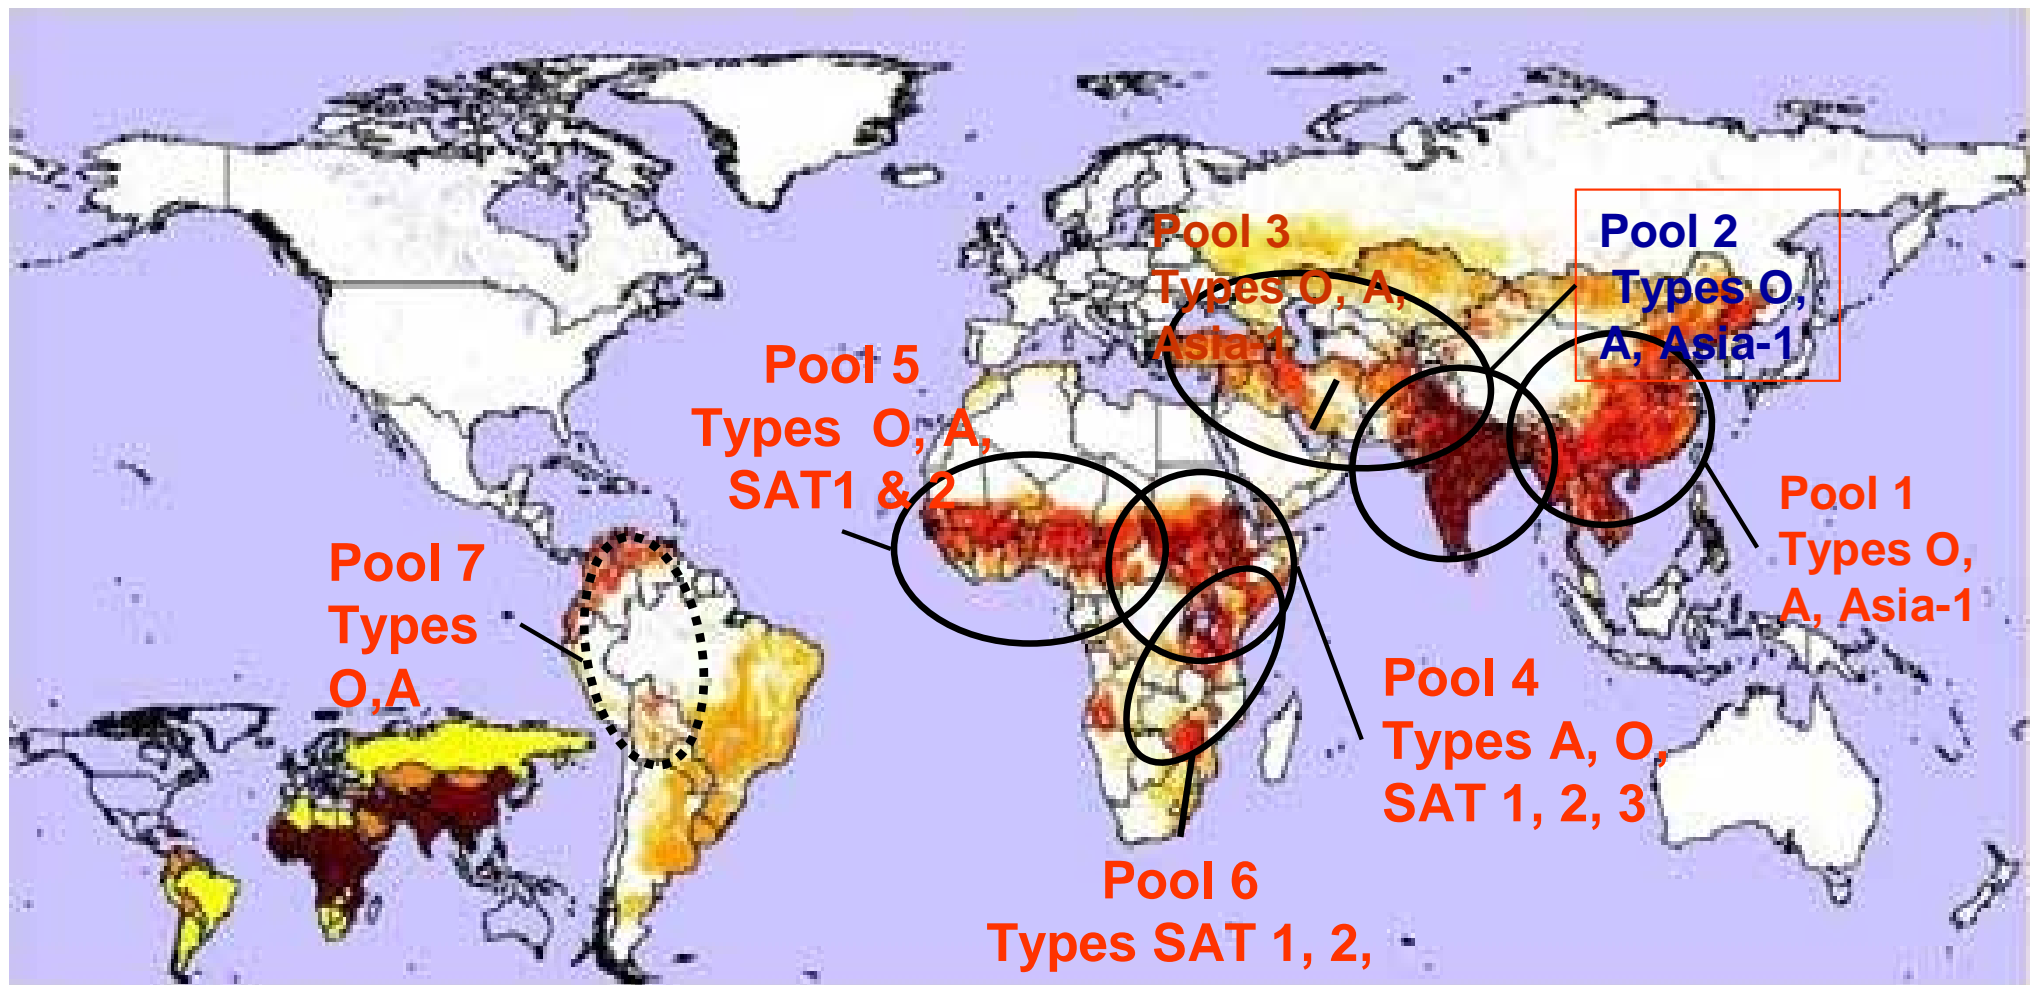 Pool 3
Types O, A,
Asia-1
Pool 2
Types O,
A, Asia-1
Pool 5
Types O, A,
SAT1 & 2
Pool 1
Types O,
A, Asia-1
Pool 7
Types
O,A
Pool 4
Types A, O,
SAT 1, 2, 3
Pool 6
Types SAT 1, 2,